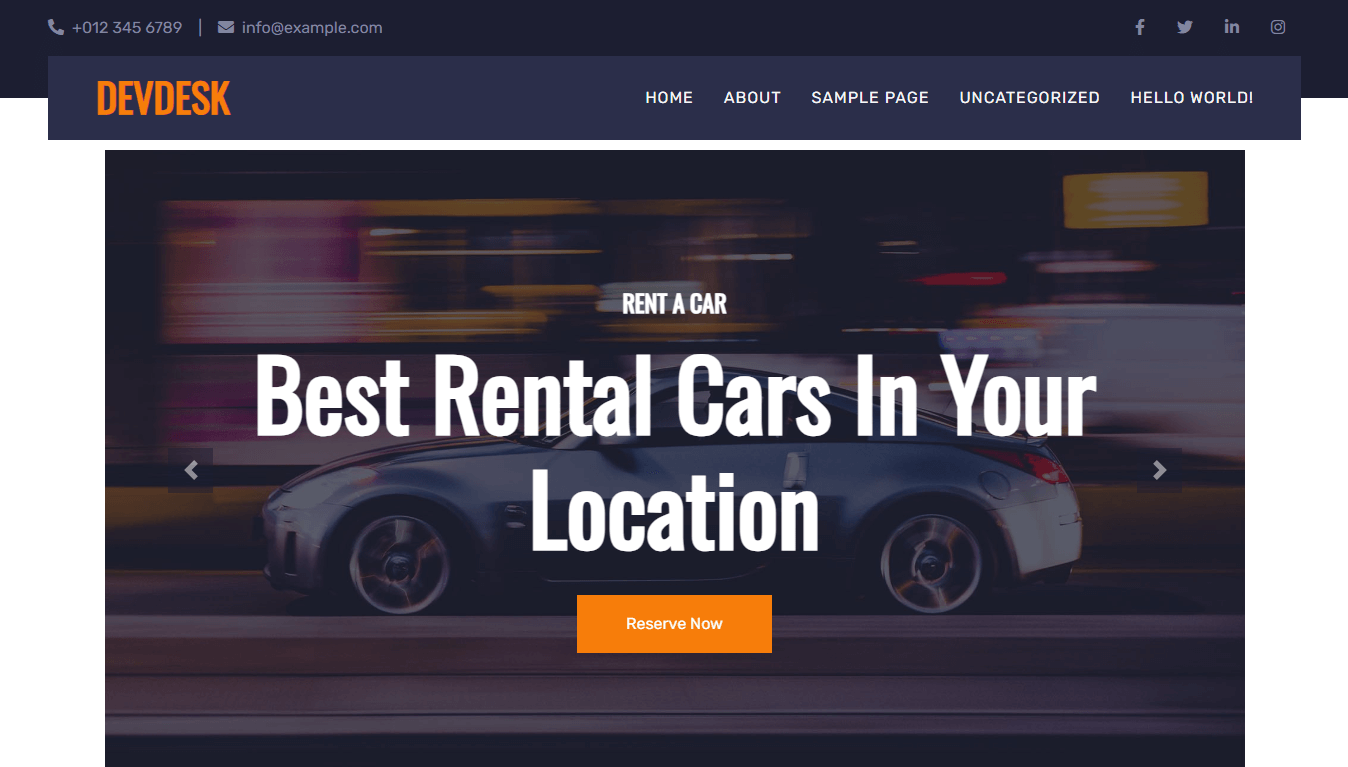 +012 345 6789 | info@example.com
DEVDESK
HOME ABOUT SAMPLE PAGE UNCATEGORIZED HELLO WORLD!
RENT A CAR
Best Rental Cars In Your
Location
Reserve Now